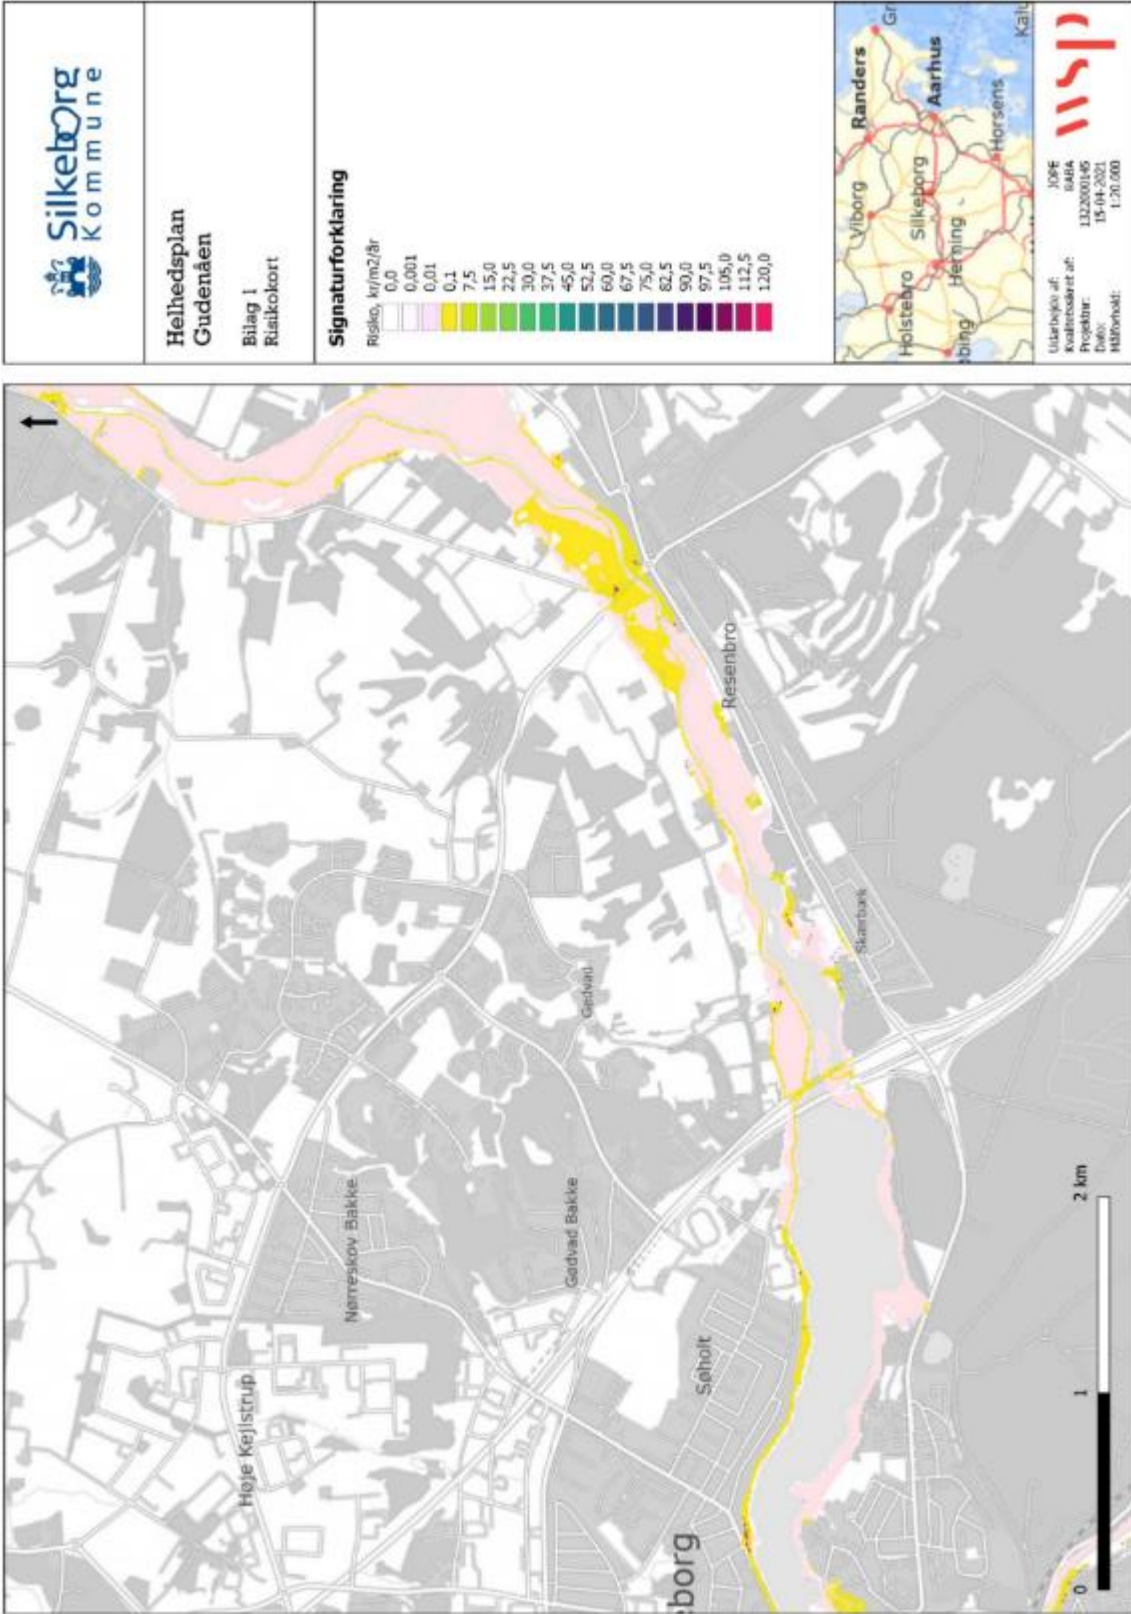 Silkeborg
Kommune
Helhedsplan
Gudenåen
Bilag 1
Risikokort
Signaturforklaring
Risiko, kr/m2/år
0,0
0,001
0,01
0,1
7,5
15,0
22,5
30,0
37,5
45,0
52,5
60,0
67,5
75,0
82,5
90,0
97,5
105,0
112,5
120,0
Randers
Viborg
Aarhus
Silkeborg
Holstebro
Herning
Horsens
wsp
Udarbejde af: JOPE
Kvalitetssikret af: RABA
Projektnr: 1322000145
Dato: 15-04-2021
Målforhold: 1:20.000
Høje Kejlstrup
Nørreskov Bakke
Gødvad Bakke
Gødvad
Søholt
Resenbro
Skærbæk
eborg
0 1 2 km